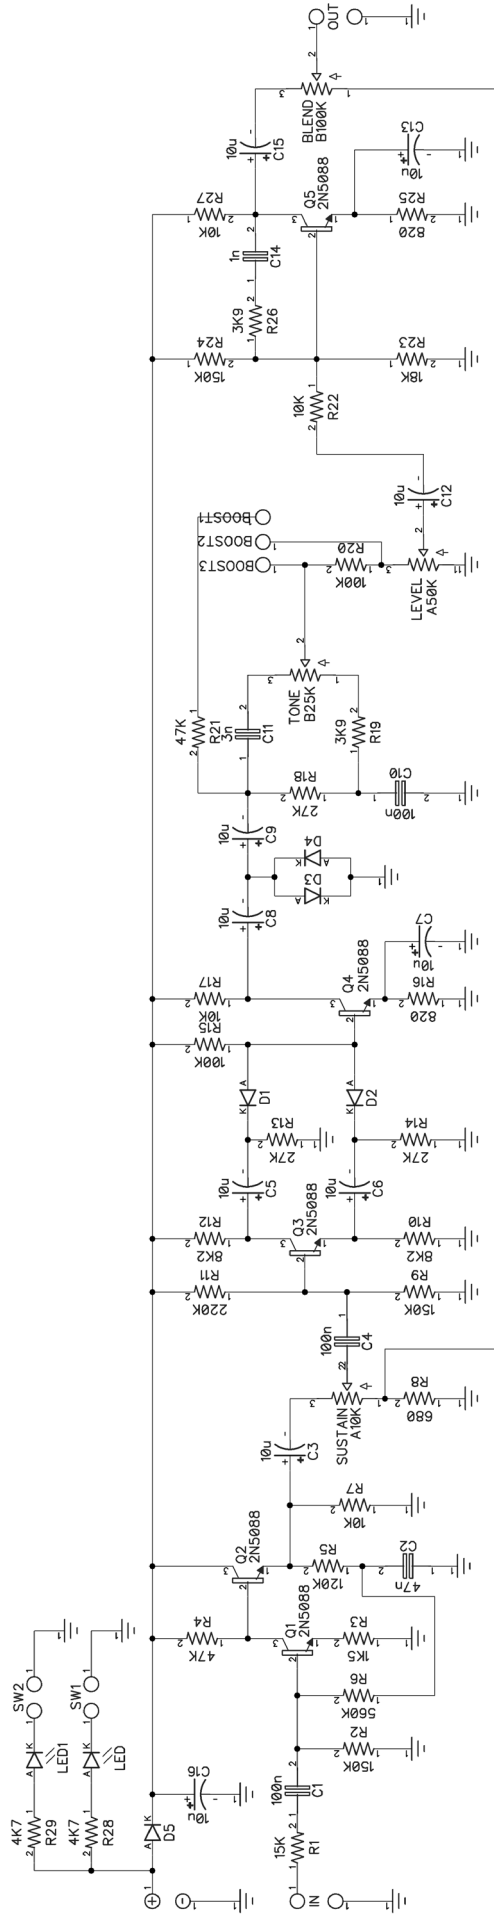 OUT
BLEND
B100K
10u
C15
C13
10u
R27
10K
Q5
2N5088
R25
820
1n
C14
3K9
R26
R24
150K
R23
18K
10K
R22
10u
C12
BOOST1
BOOST2
BOOST3
R20
100K
LEVEL
A50K
47K
R21
3n
C11
TONE
B25K
3K9
R19
R18
27K
C10
100n
10u
C9
D4
D3
10u
C8
C7
10u
R17
10K
Q4
2N5088
R16
820
R15
100K
D1
D2
R13
27K
R14
27K
10u
C5
10u
C6
R12
8K2
Q3
2N5088
R10
8K2
R11
220K
R9
150K
100n
C4
SUSTAIN
A10K
R8
680
10u
C3
R7
10K
Q2
2N5088
R5
120K
C2
47n
R4
47K
Q1
2N5088
R3
1K5
R6
560K
R2
150K
100n
C1
15K
R1
IN
SW2
SW1
LED1
LED
4K7
R29
4K7
R28
D5
C16
10u